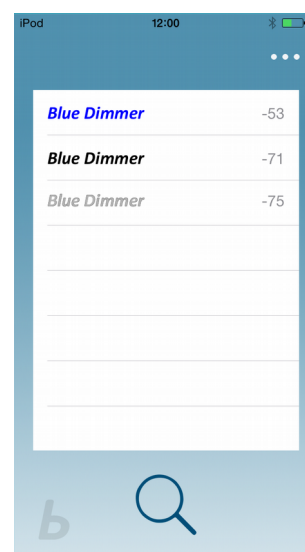 iPod 12:00
Blue Dimmer -53
Blue Dimmer -71
Blue Dimmer -75
b